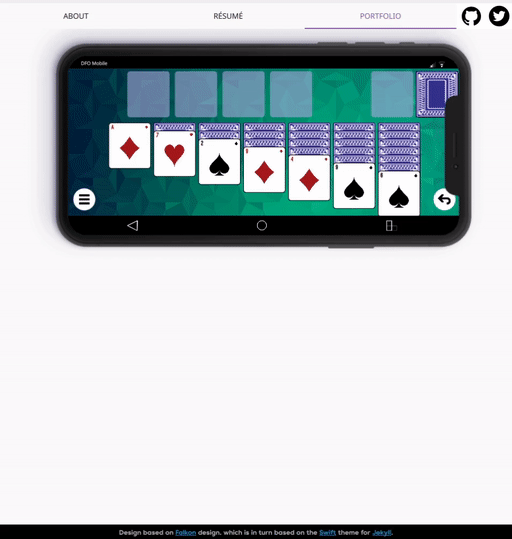 ABOUT RÉSUMÉ PORTFOLIO
DFO Mobile
A 7 2 9 4 8 8
Design based on Folkon design. which is in turn based on the Swift theme for Jekyll.